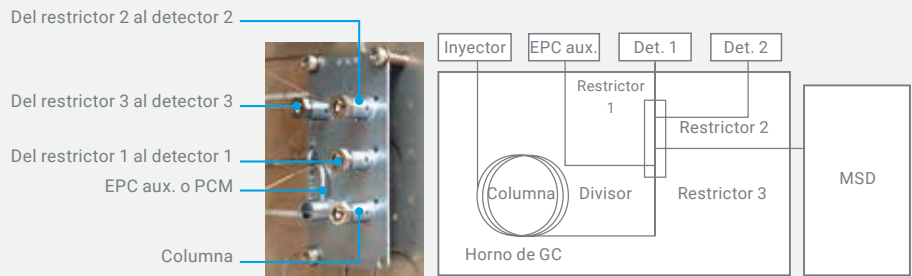 Del restrictor 2 al detector 2
Del restrictor 3 al detector 3
Del restrictor 1 al detector 1
EPC aux. o PCM
Columna
Inyector
EPC aux.
Det. 1
Det. 2
Restrictor
1
Restrictor 2
Columna
Divisor
Restrictor 3
MSD
Horno de GC